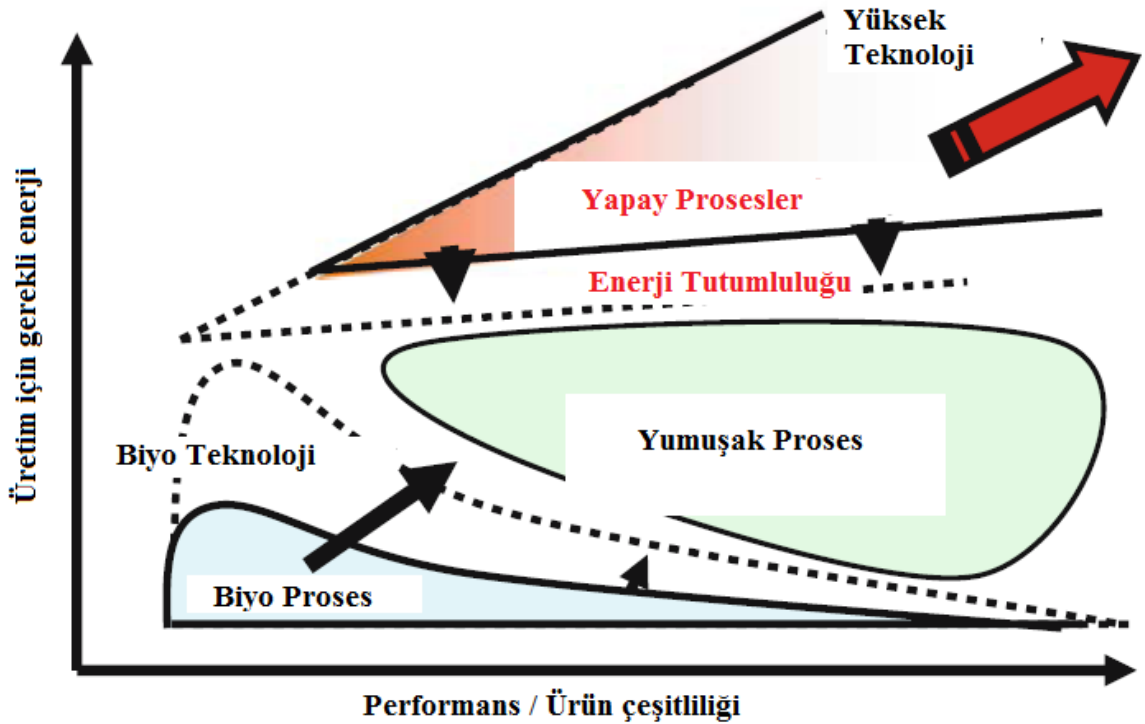 Yüksek
Teknoloji
Yapay Prosesler
Enerji Tutumluluğu
Üretim için gerekli enerji
Yumuşak Proses
Biyo Teknoloji
Biyo Proses
Performans / Ürün çeşitliliği